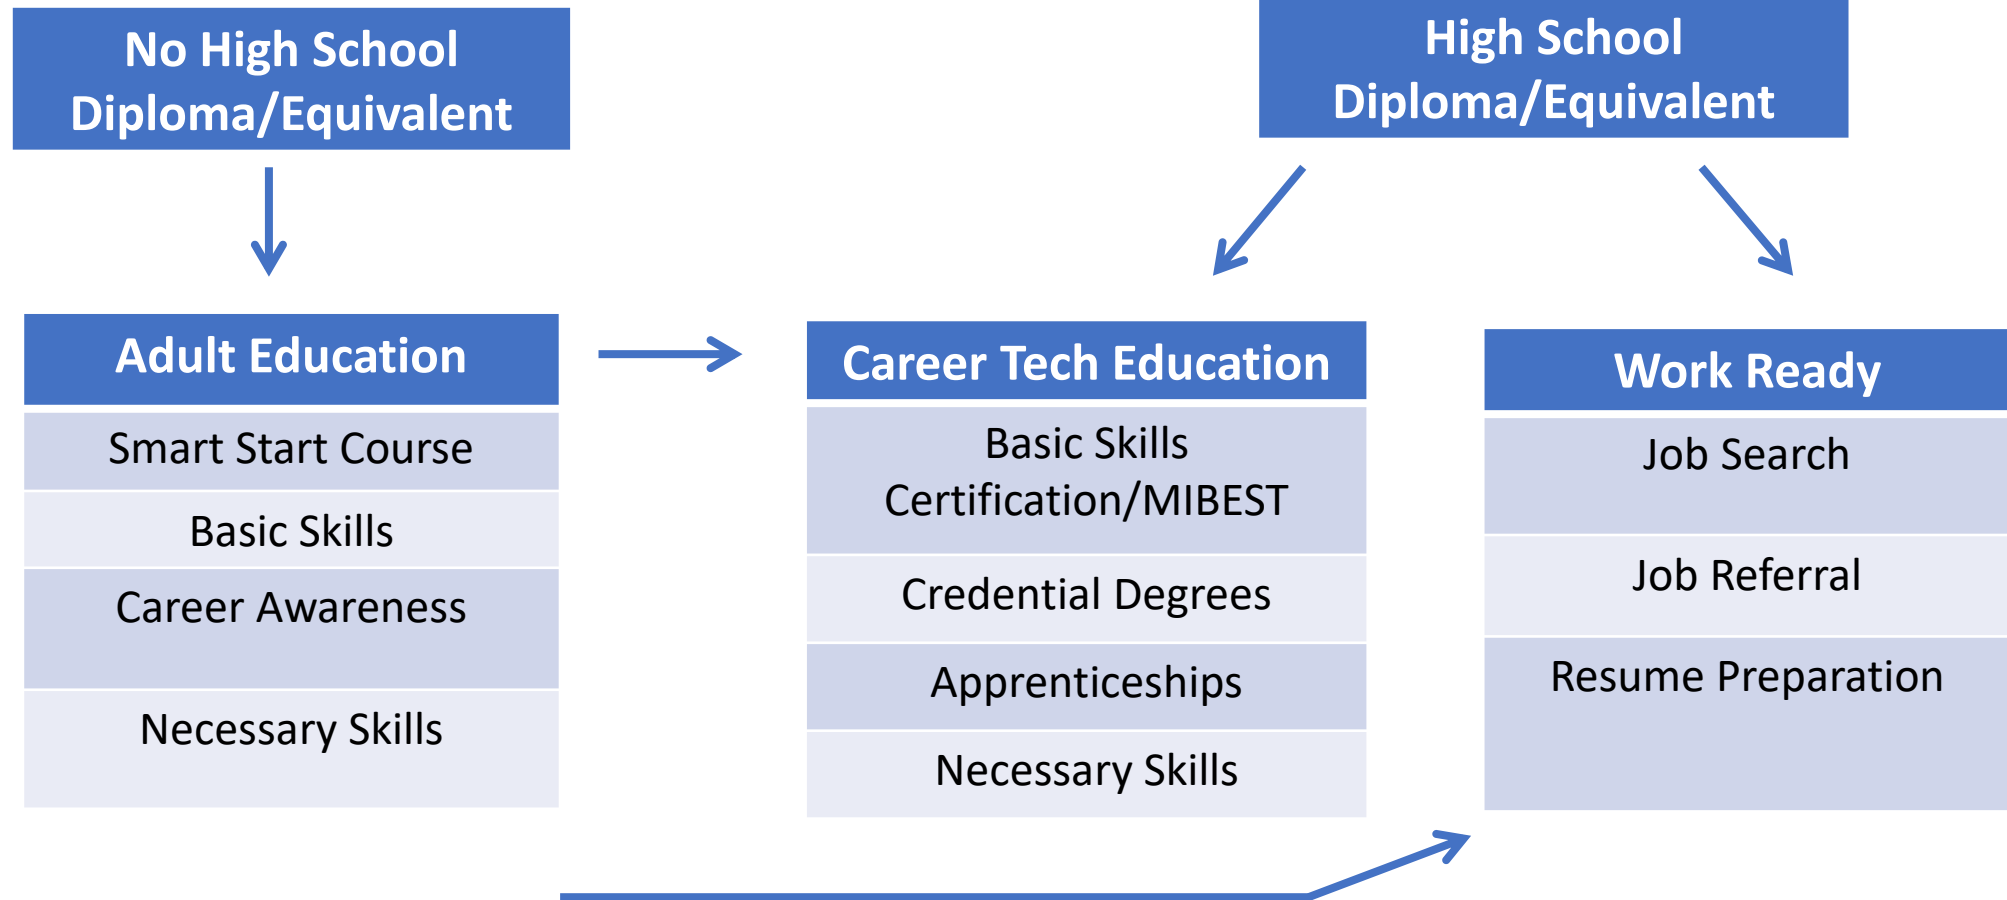 No High School
Diploma/Equivalent
High School
Diploma/Equivalent
Adult Education
Smart Start Course
Basic Skills
Career Awareness
Necessary Skills
Career Tech Education
Basic Skills
Certification/MIBEST
Credential Degrees
Apprenticeships
Necessary Skills
Work Ready
Job Search
Job Referral
Resume Preparation